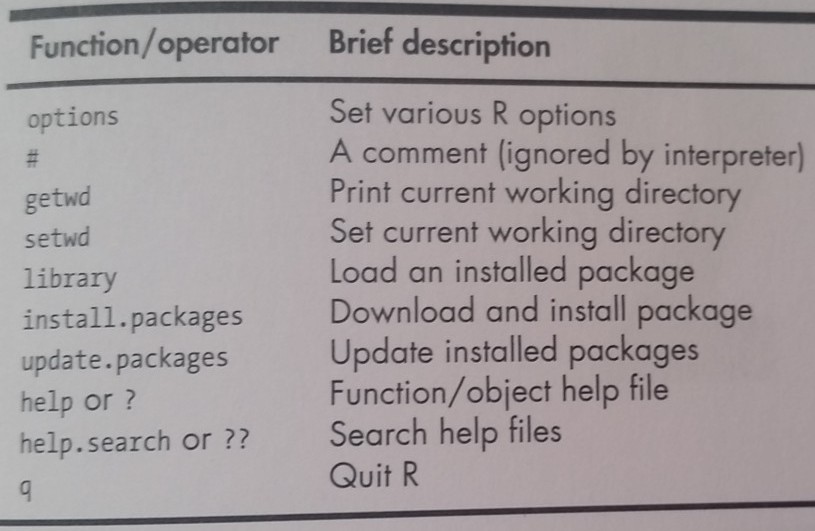 Function/operator Brief description
options Set various R options
# A comment (ignored by interpreter)
getwd Print current working directory
setwd Set current working directory
library Load an installed package
install.packages Download and install package
update.packages Update installed packages
help or ? Function/object help file
help.search or ?? Search help files
q Quit R